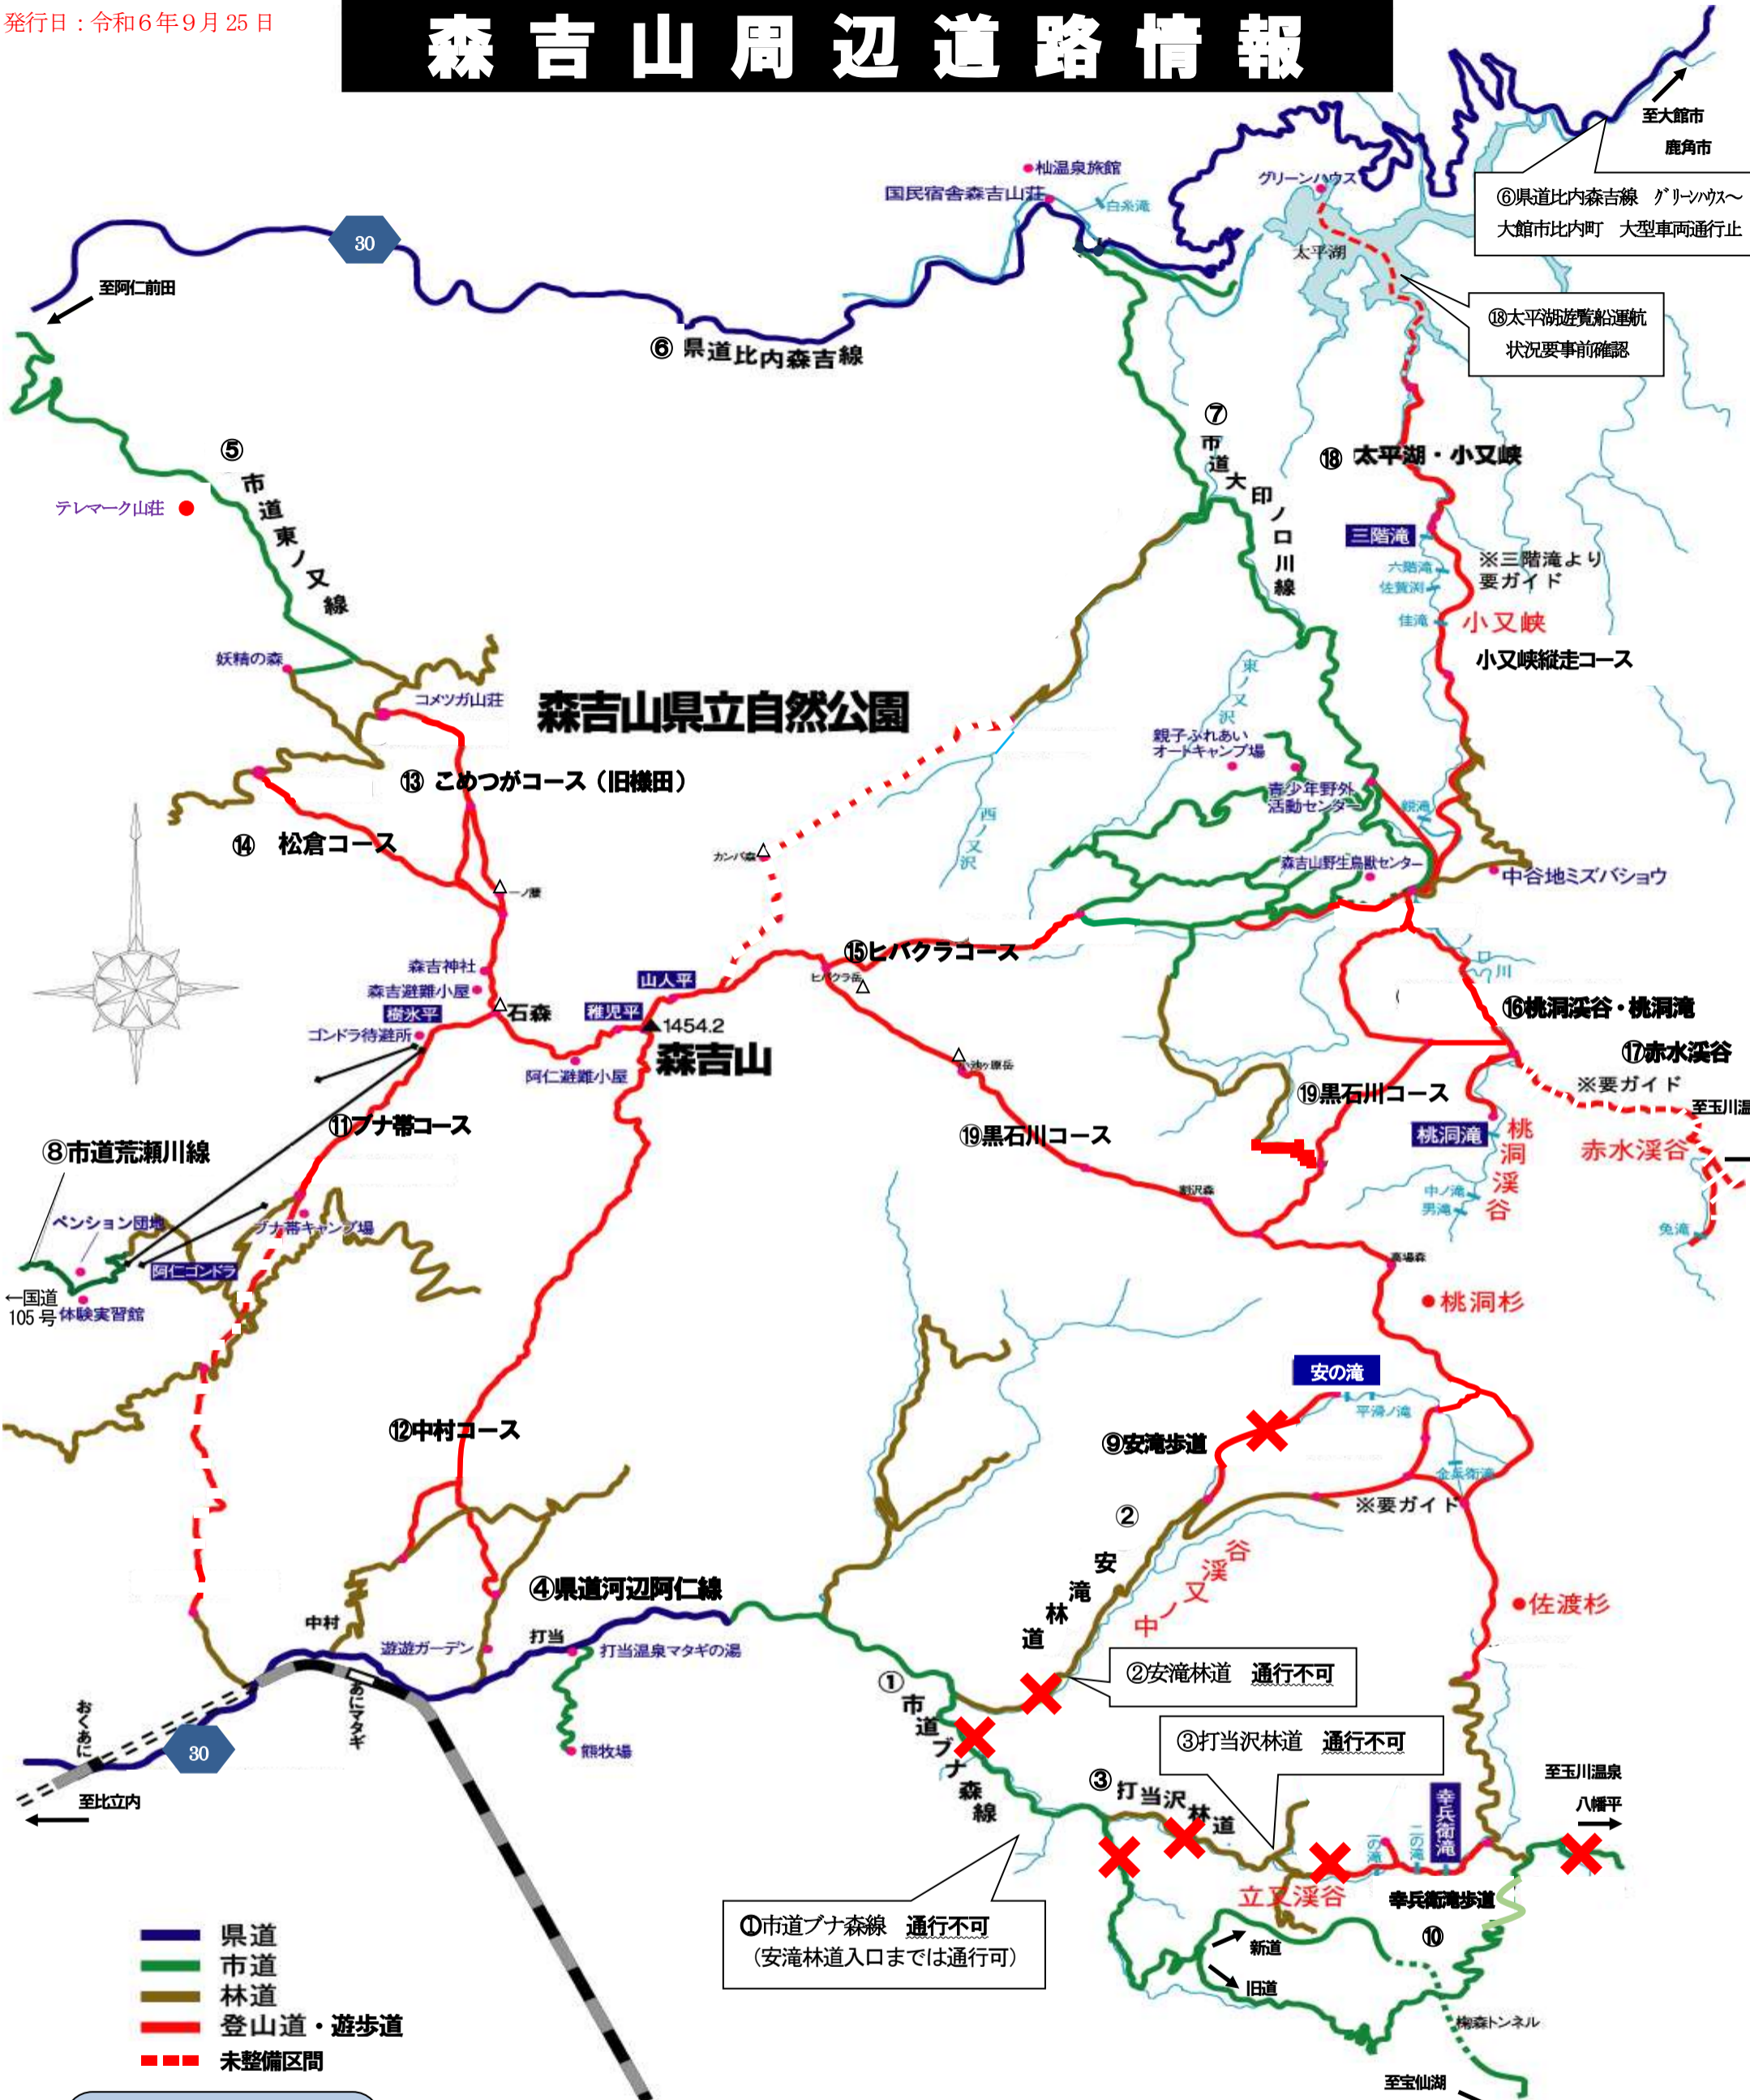 発行日：令和６年９月25日
森吉山周辺道路情報
至大館市
鹿角市
⑥県道比内森吉線　グリーンハウス～
大館市比内町　大型車両通行止
杣温泉旅館
国民宿舎森吉山荘
白糸滝
グリーンハウス
太平湖
⑱太平湖遊覧船運航
状況要事前確認
30
至阿仁前田
⑥ 県道比内森吉線
⑤
市道東ノ又線
テレマーク山荘
⑦
市道大印ノ口川線
⑱ 太平湖・小又峡
三階滝
※三階滝より
要ガイド
六階滝
佐賀渕
佳滝
小又峡
小又峡縦走コース
妖精の森
コメツガ山荘
森吉山県立自然公園
東ノ又沢
親子ふれあい
オートキャンプ場
青少年野外
活動センター
⑬ こめつがコース（旧様田）
⑭ 松倉コース
カンバ森
西ノ又沢
森吉山野生鳥獣センター
中谷地ミズバショウ
一ノ腰
⑮ヒバクラコース
ヒバクラ岳
森吉神社
森吉避難小屋
樹氷平
ゴンドラ待避所
石森
山人平
稚児平
1454.2
森吉山
阿仁避難小屋
⑯桃洞渓谷・桃洞滝
⑰赤水渓谷
※要ガイド
至玉川温
⑲黒石川コース
⑪ブナ帯コース
⑲黒石川コース
桃洞滝
桃洞渓谷
赤水渓谷
中ノ滝
男滝
兎滝
⑧市道荒瀬川線
ペンション団地
ブナ帯キャンプ場
阿仁ゴンドラ
←国道
105号
体験実習館
割沢森
高場森
桃洞杉
安の滝
平滑ノ滝
⑫中村コース
⑨安滝歩道
金兵衛滝
※要ガイド
②
安滝林道
中ノ又渓谷
佐渡杉
④県道河辺阿仁線
中村
遊遊ガーデン
打当
打当温泉マタギの湯
②安滝林道　通行不可
①
市道ブナ森線
おくあに
あにマタギ
30
熊牧場
③打当沢林道　通行不可
至比立内
③
打当沢林道
至玉川温泉
八幡平
一の滝
二の滝
幸兵衛滝
立又渓谷
幸兵衛滝歩道
⑩
①市道ブナ森線　通行不可
（安滝林道入口までは通行可）
新道
旧道
県道
市道
林道
登山道・遊歩道
未整備区間
至宝仙湖